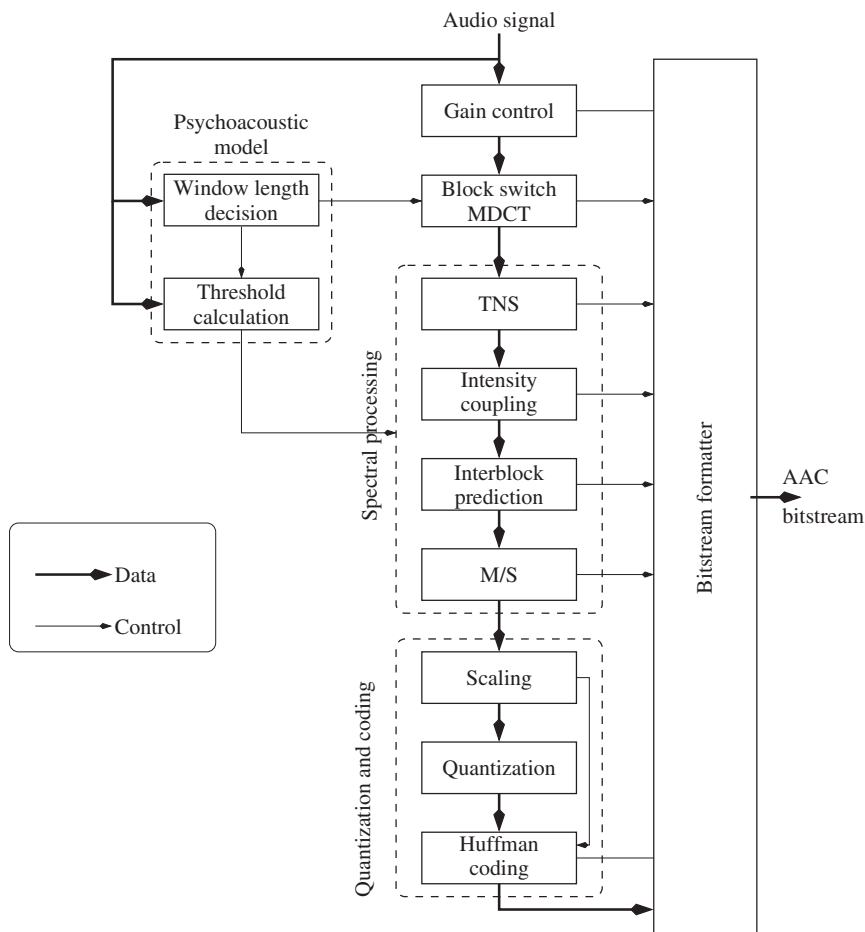 Audio signal
Gain control
Psychoacoustic
model
Window length
decision
Block switch
MDCT
Threshold
calculation
TNS
Intensity
coupling
Interblock
prediction
M/S
Spectral processing
Data
Control
Scaling
Quantization
Huffman
coding
Quantization and coding
Bitstream formatter
AAC
bitstream